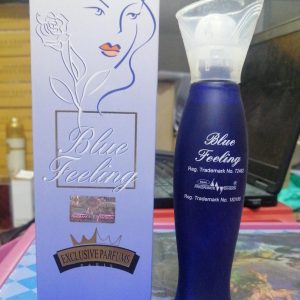 Blue
Feeling
EXCLUSIVE PARFUMS
Blue
Feeling
Reg. Trademark No.
Reg. Trademark No.